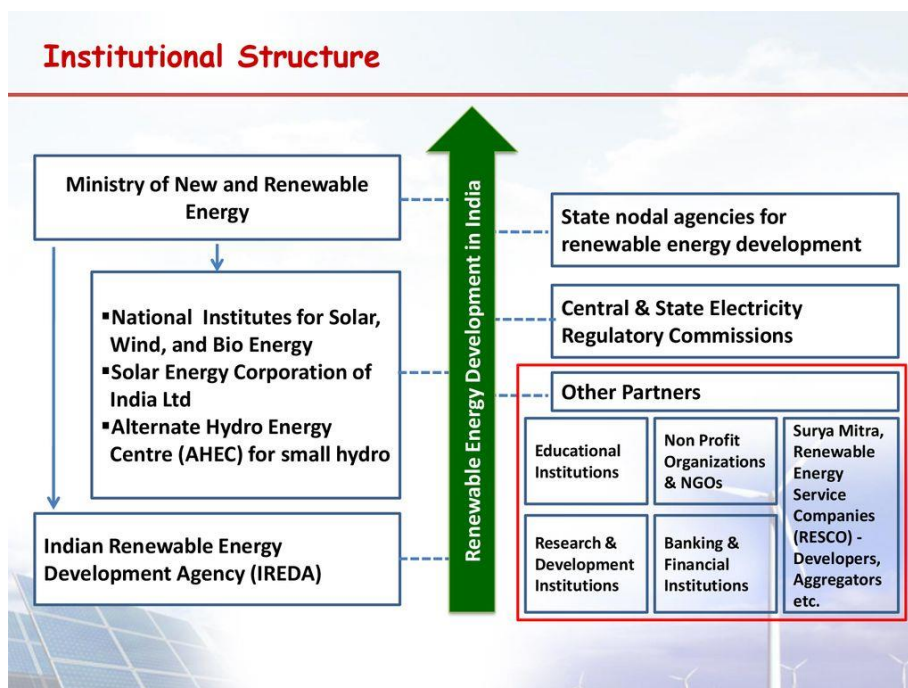 Institutional Structure
Ministry of New and Renewable
Energy
▪National Institutes for Solar,
Wind, and Bio Energy
▪Solar Energy Corporation of
India Ltd
▪Alternate Hydro Energy
Centre (AHEC) for small hydro
Indian Renewable Energy
Development Agency (IREDA)
Renewable Energy Development in India
State nodal agencies for
renewable energy development
Central & State Electricity
Regulatory Commissions
Other Partners
Educational
Institutions
Non Profit
Organizations
& NGOs
Surya Mitra,
Renewable
Energy
Service
Companies
(RESCO) -
Developers,
Aggregators
etc.
Research &
Development
Institutions
Banking &
Financial
Institutions